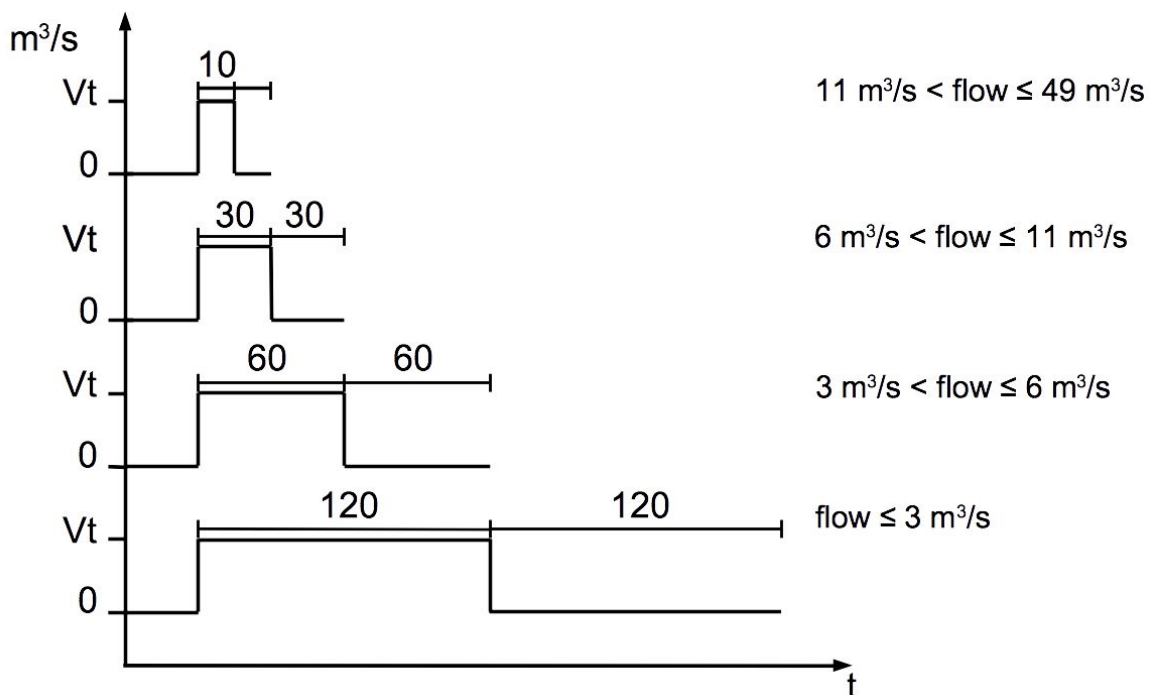 m³/s
10
Vt
11 m³/s < flow ≤ 49 m³/s
0
30 30
Vt
6 m³/s < flow ≤ 11 m³/s
0
60 60
Vt
3 m³/s < flow ≤ 6 m³/s
0
120 120
Vt
flow ≤ 3 m³/s
0
t